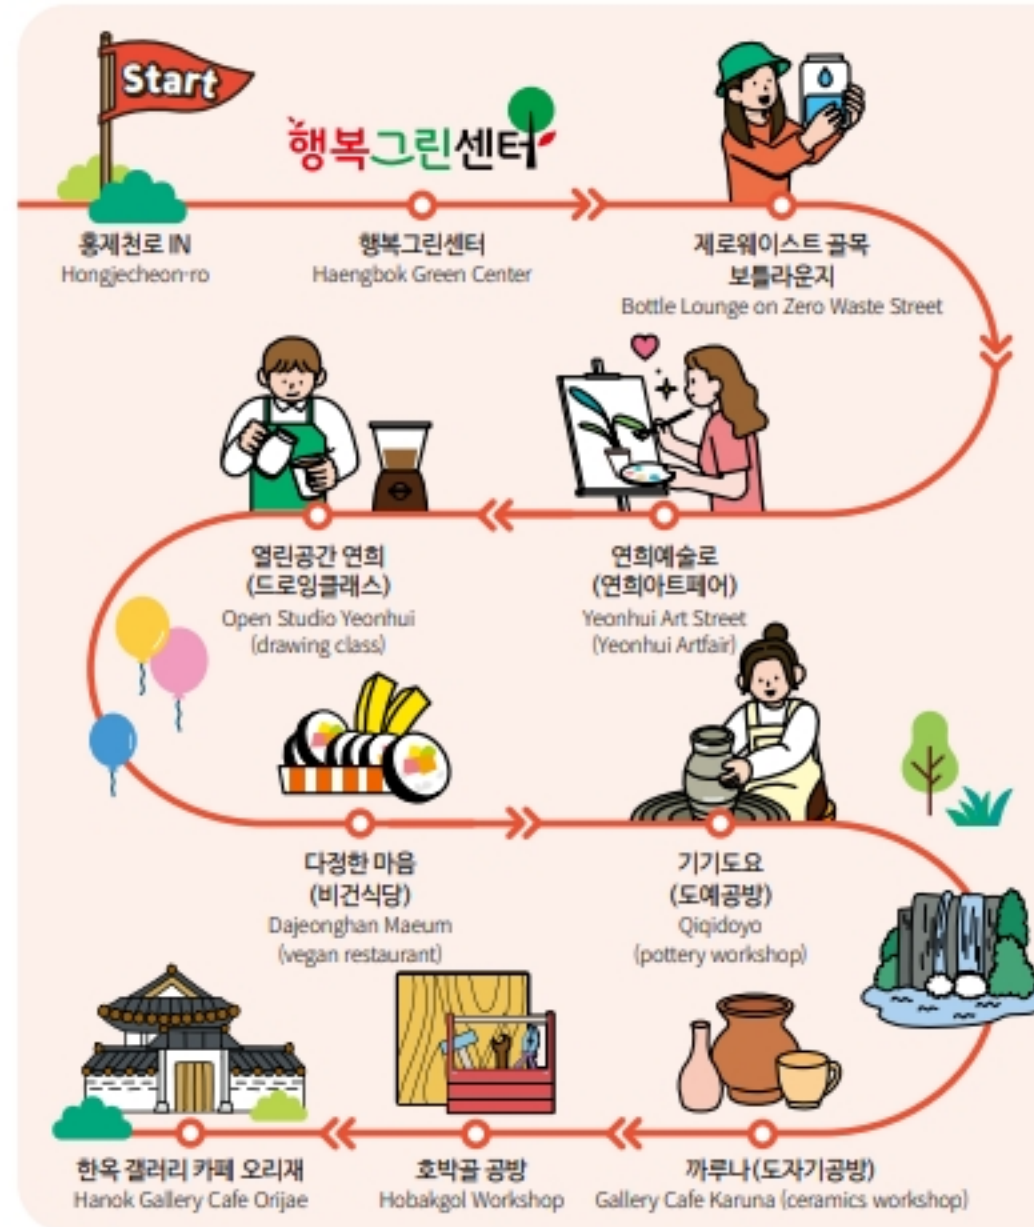 Start
행복그린센터
홍제천로 IN
Hongjecheon-ro
행복그린센터
Haengbok Green Center
제로웨이스트 골목
보틀라운지
Bottle Lounge on Zero Waste Street
연희예술로
(연희아트페어)
Yeonhui Art Street
(Yeonhui Artfair)
열린공간 연희
(드로잉클래스)
Open Studio Yeonhui
(drawing class)
다정한 마음
(비건식당)
Dajeonghan Maeum
(vegan restaurant)
기기도요
(도예공방)
Qiqidoyo
(pottery workshop)
까루나(도자기공방)
Gallery Cafe Karuna (ceramics workshop)
호박골 공방
Hobakgol Workshop
한옥 갤러리 카페 오리재
Hanok Gallery Cafe Orijae